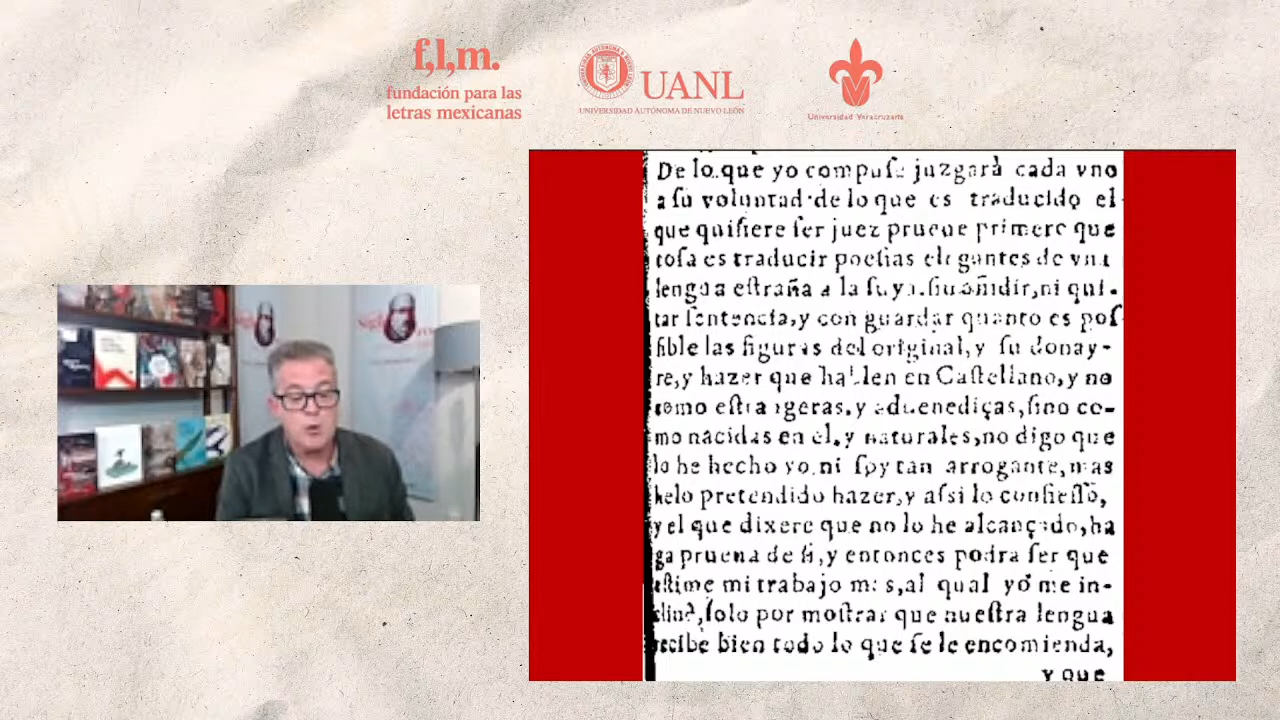 f,l,m.
fundación para las
letras mexicanas
UANL
UNIVERSIDAD AUTÓNOMA DE NUEVO LEÓN
Universidad Veracruzana
De lo que yo compuse juzgarà cada vno
a ſu voluntad de lo que es traducido el
que quiſiere ſer juez prueue primero que
coſa es traducir poeſias elegantes de vna
lengua eſtraña a la ſuya. ſin añidir, ni qui-
tar ſentencia, y con guardar quanto es poſ
ſible las figuras del original, y ſu donay-
re, y hazer que hablen en Caſtellano, y no
como eſtrangeras, y aduenediças, ſino co-
mo nacidas en el, y naturales, no digo que
lo he hecho yo, ni ſoy tan arrogante, mas
helo pretendido hazer, y aſsi lo confieſſo,
y el que dixere que no lo he alcançado, ha
ga prueua de ſi, y entonces podra ſer que
eſtime mi trabajo mas, al qual yo me in-
clinè, ſolo por moſtrar que nueſtra lengua
recibe bien todo lo que ſe le encomienda,
y que